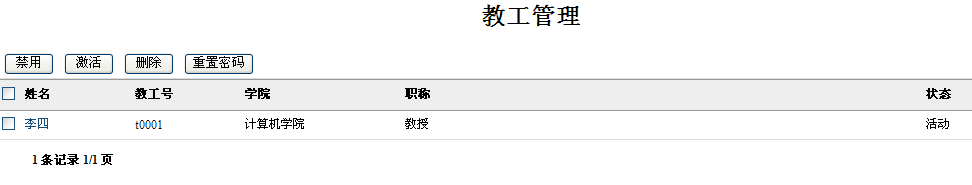 教工管理
禁用 激活 删除 重置密码
姓名 教工号 学院 职称 状态
李四 t0001 计算机学院 教授 活动
1 条记录 1/1 页